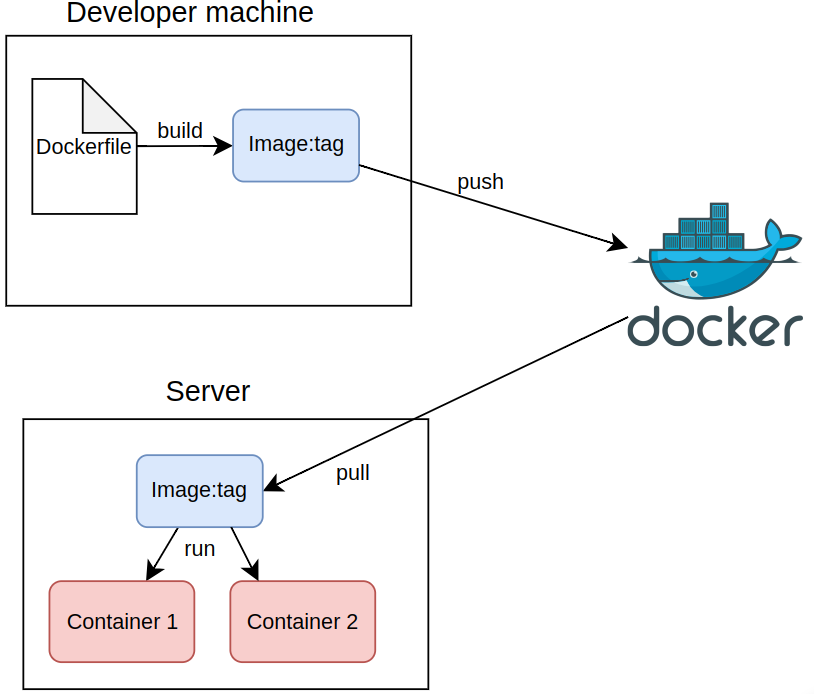 Developer machine
Dockerfile
build
Image:tag
push
docker
Server
Image:tag
pull
run
Container 1
Container 2